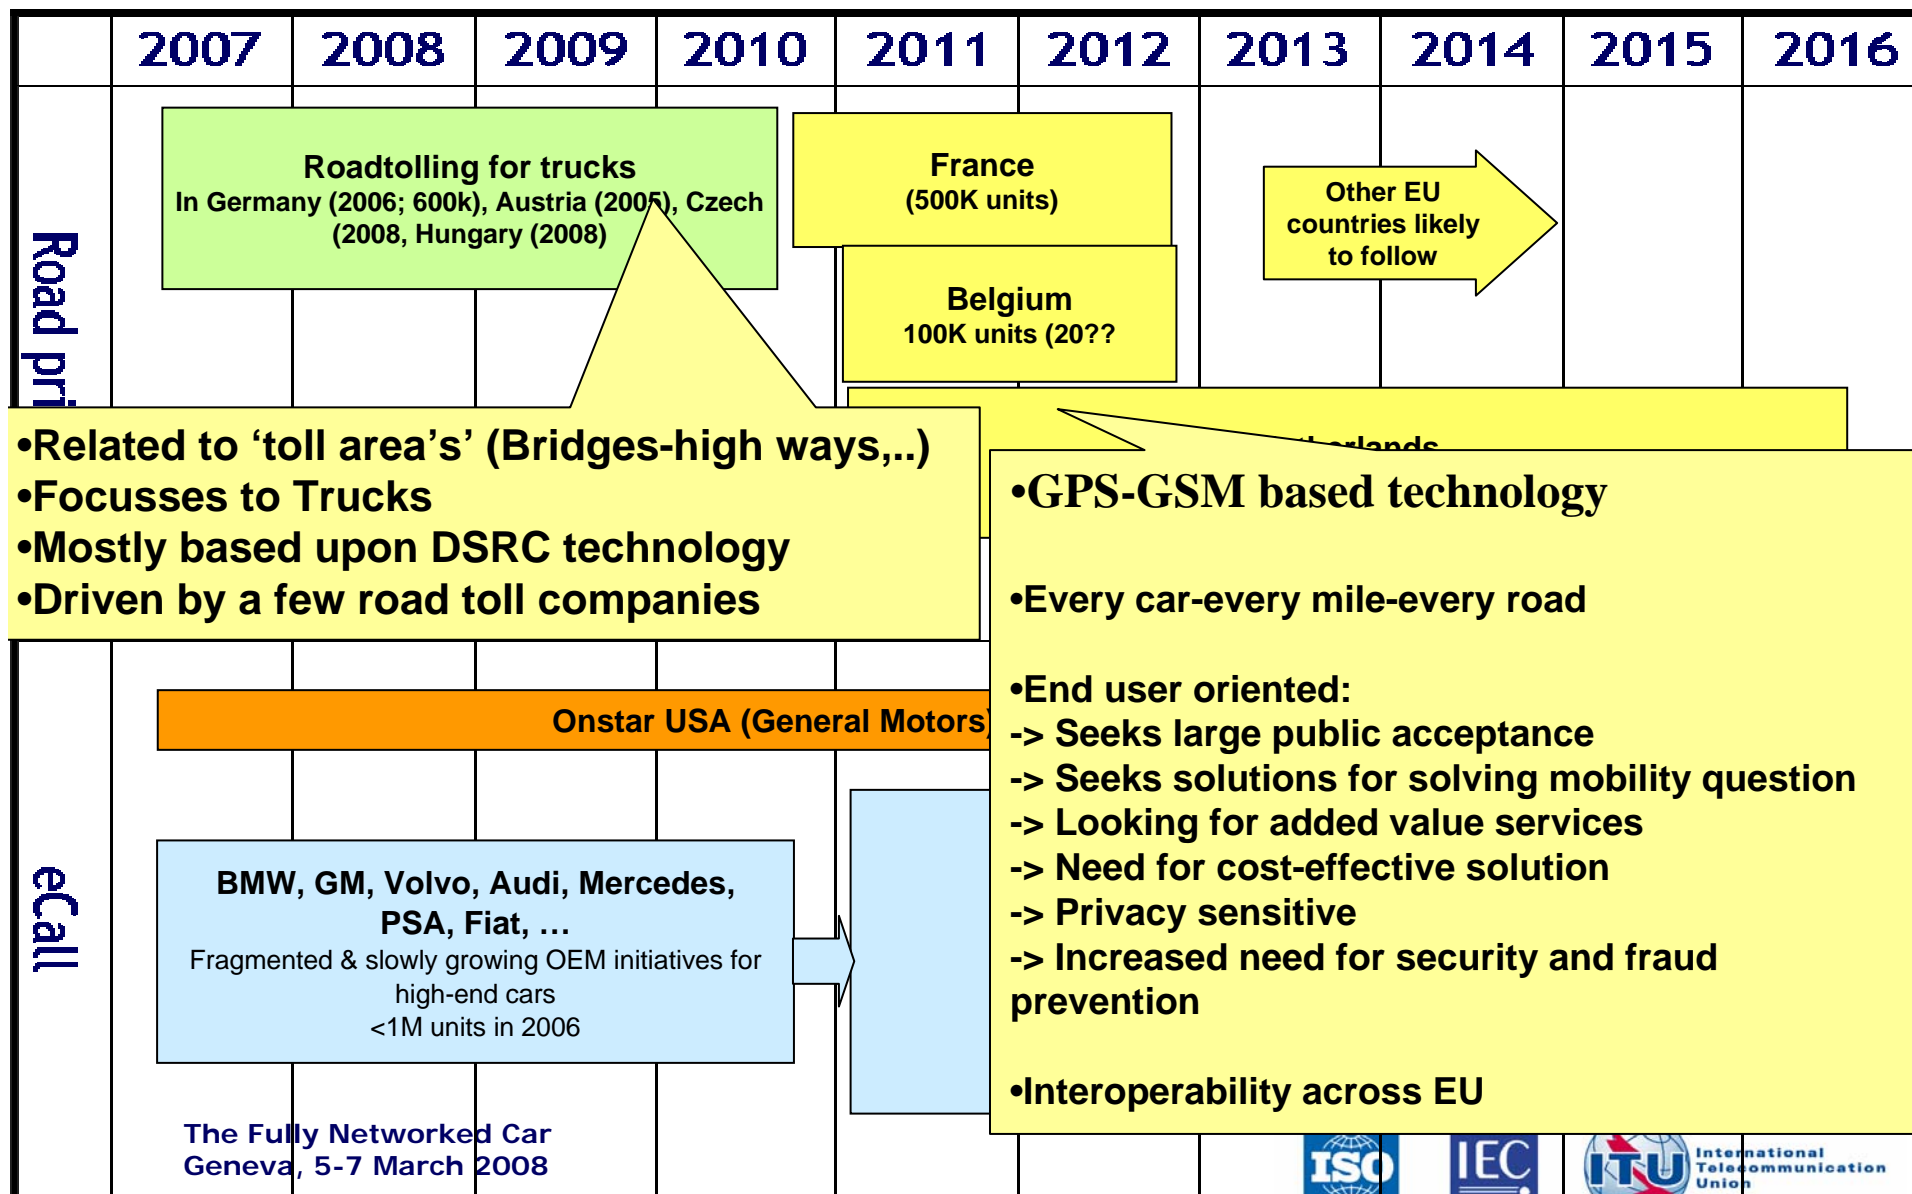 2007 2008 2009 2010 2011 2012 2013 2014 2015 2016
Road
Roadtolling for trucks
In Germany (2006; 600k), Austria (2005), Czech
(2008, Hungary (2008)
France
(500K units)
Belgium
100K units (20??
Other EU
countries likely
to follow
•Related to ‘toll area's’ (Bridges-high ways,..)
•Focusses to Trucks
•Mostly based upon DSRC technology
•Driven by a few road toll companies
•GPS-GSM based technology
•Every car-every mile-every road
•End user oriented:
-> Seeks large public acceptance
-> Seeks solutions for solving mobility question
-> Looking for added value services
-> Need for cost-effective solution
-> Privacy sensitive
-> Increased need for security and fraud
prevention
•Interoperability across EU
eCall
Onstar USA (General Motors)
BMW, GM, Volvo, Audi, Mercedes,
PSA, Fiat, …
Fragmented & slowly growing OEM initiatives for
high-end cars
<1M units in 2006
The Fully Networked Car
Geneva, 5-7 March 2008
ISO
IEC
ITU
International
Telecommunication
Union